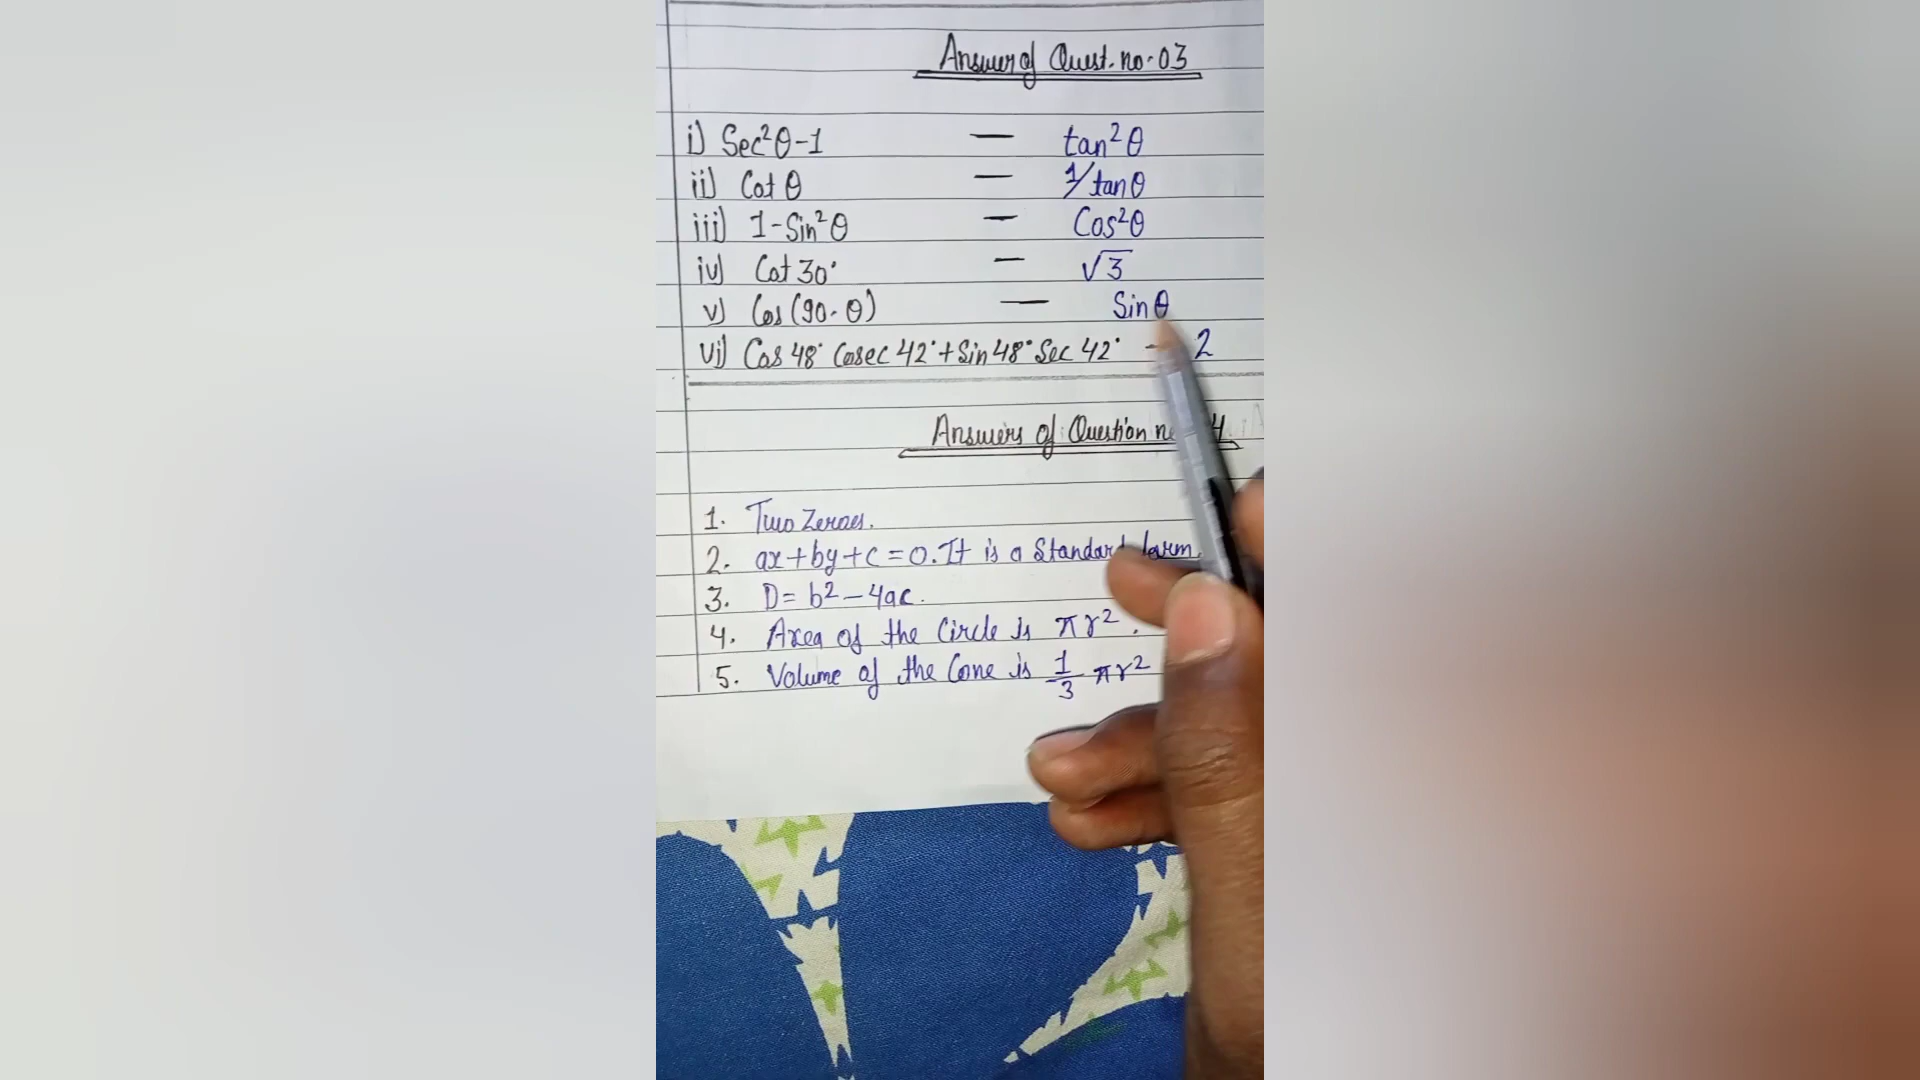 Answer of Quest. no. 03
i) Sec²θ-1 — tan²θ
ii) Cot θ — 1/tanθ
iii) 1-Sin²θ — Cos²θ
iv) Cot 30° — √3
v) Cos (90-θ) — Sinθ
vi) Cos 48° Cosec 42° + Sin 48° Sec 42° - 2
Answers of Question 4
1. Two Zeroes.
2. ax+by+c=0. It is a Standard form.
3. D = b² - 4ac.
4. Area of the Circle is πr².
5. Volume of the Cone is 1/3 πr²